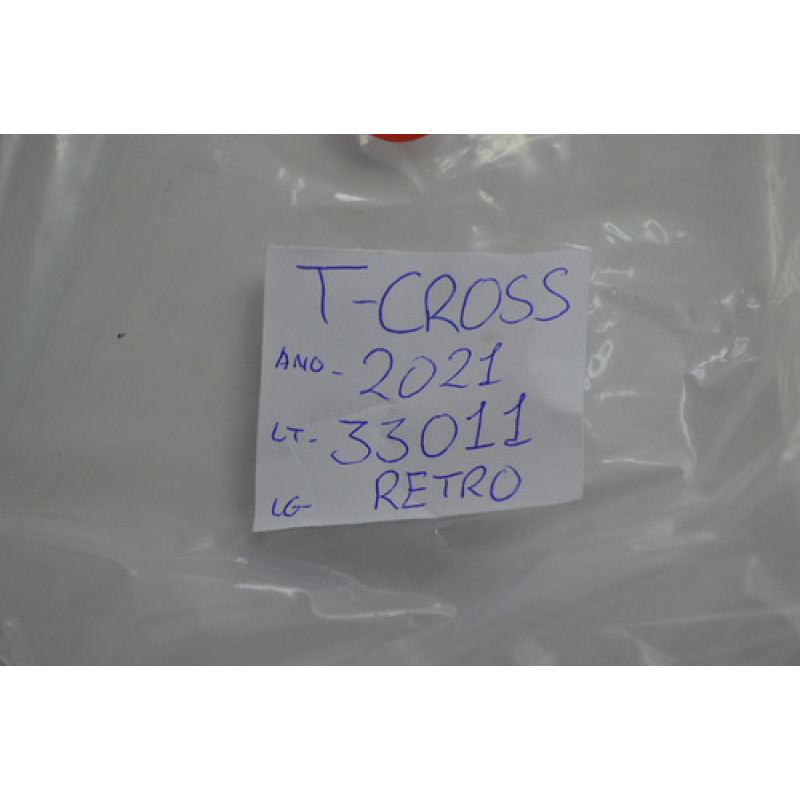 T-CROSS
ANO- 2021
LT- 33011
LG- RETRO